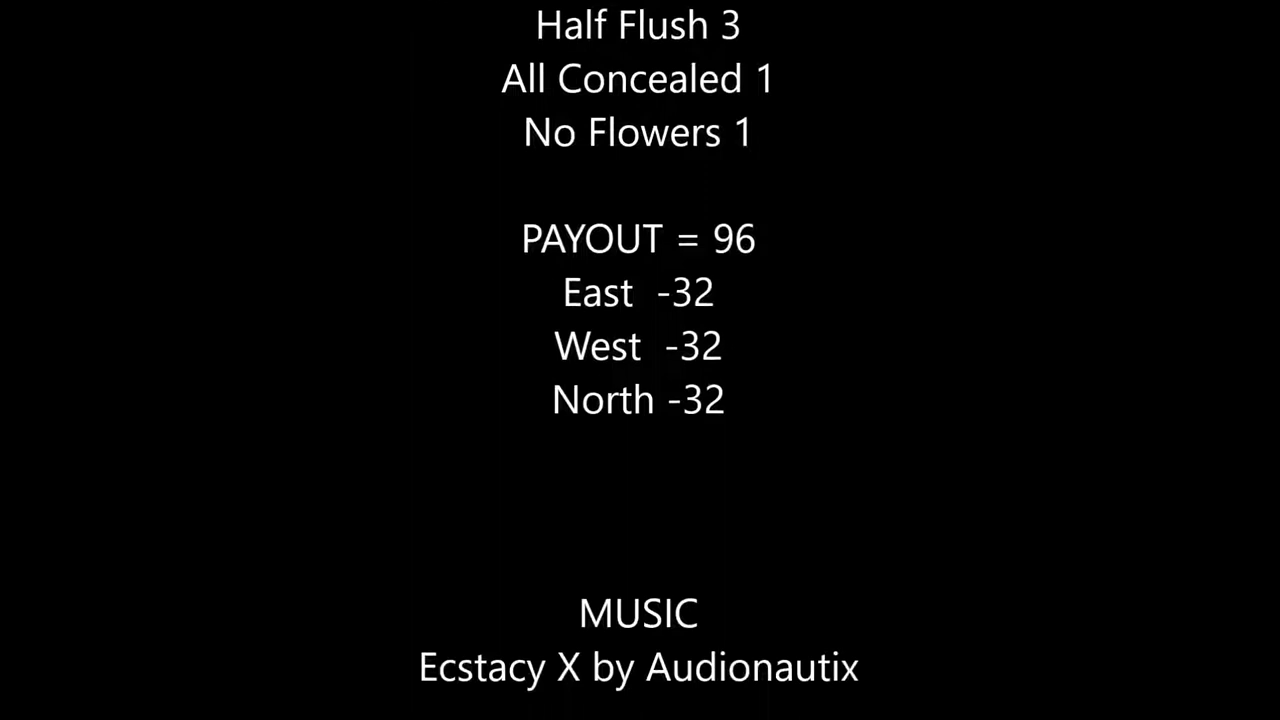 Half Flush 3
All Concealed 1
No Flowers 1
PAYOUT = 96
East -32
West -32
North -32
MUSIC
Ecstacy X by Audionautix